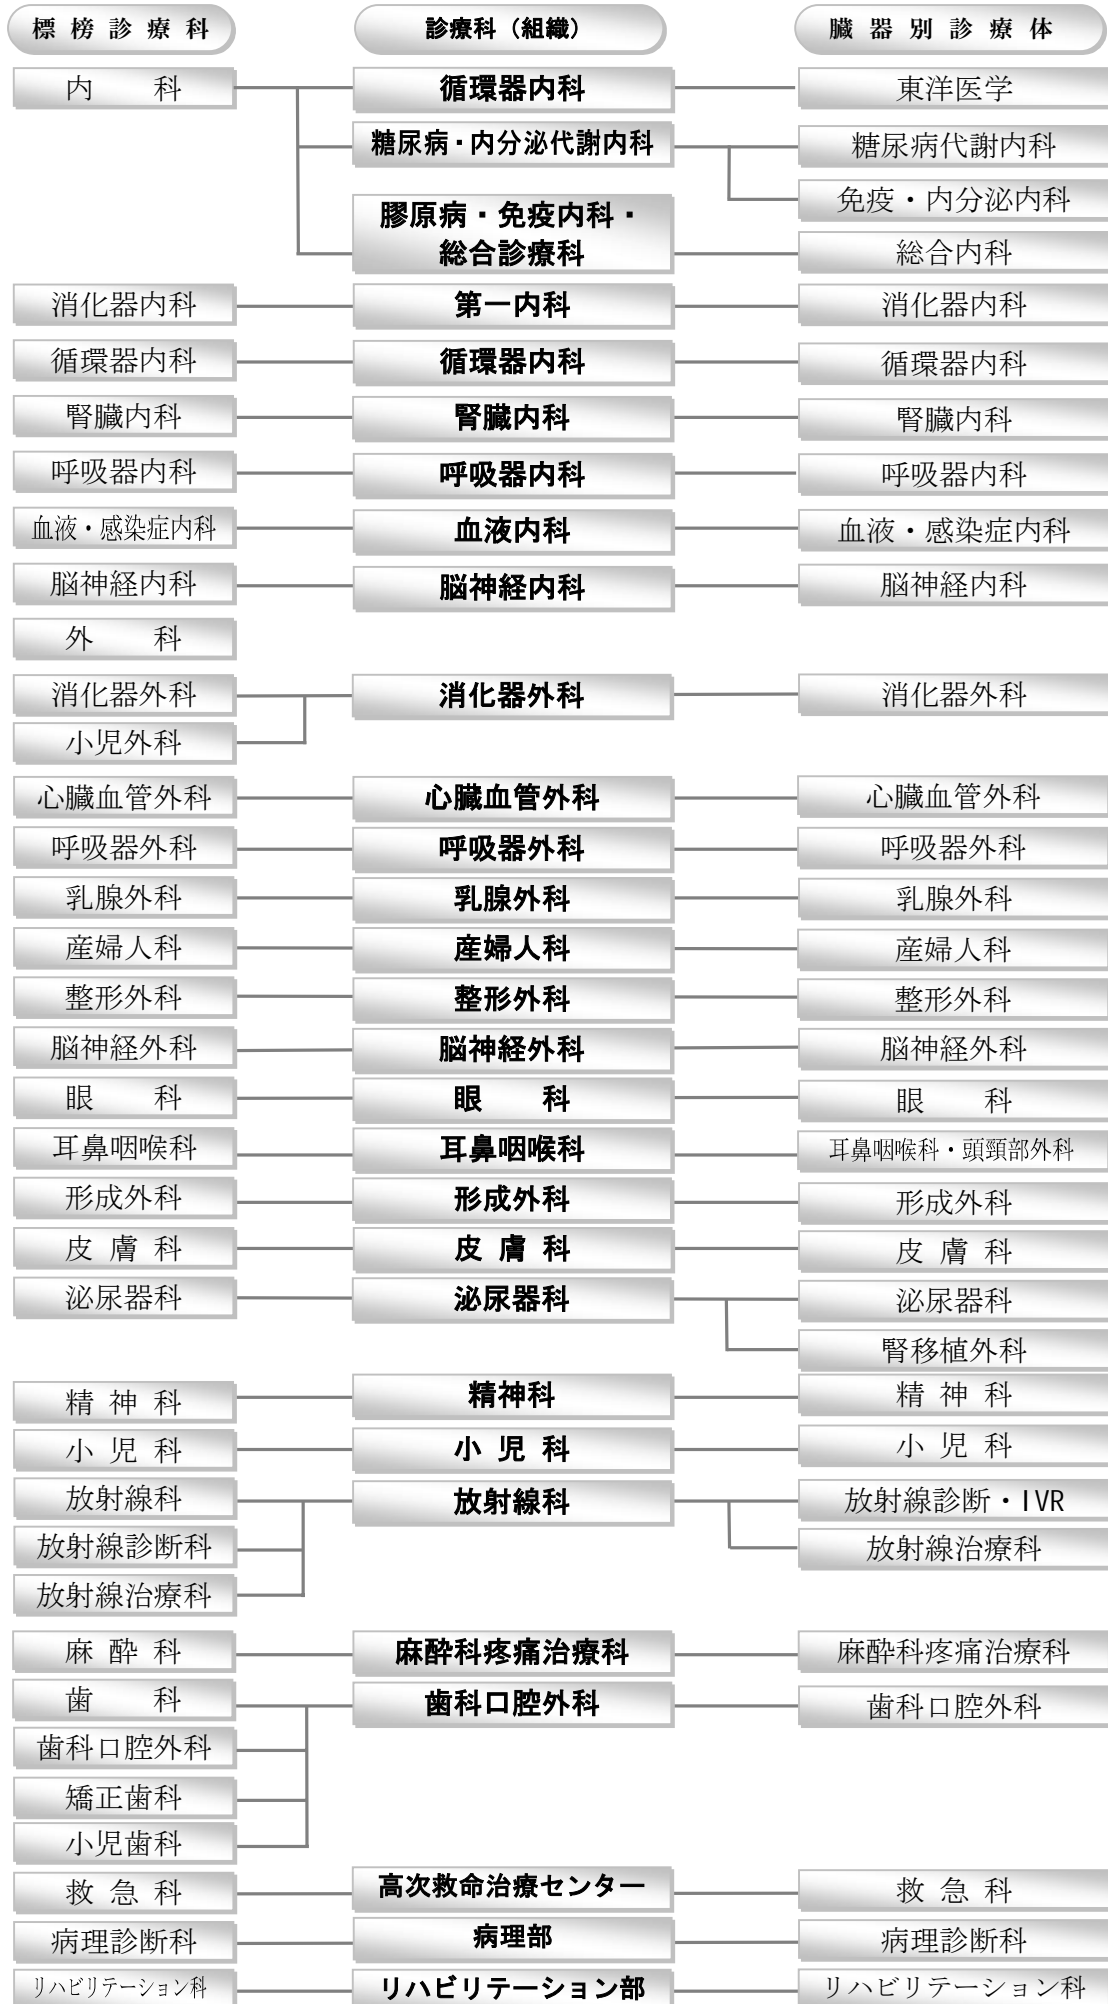 標榜診療科　診療科（組織）　臓器別診療体
内　科　循環器内科　東洋医学
糖尿病・内分泌代謝内科　糖尿病代謝内科
免疫・内分泌内科
膠原病・免疫内科・
総合診療科　総合内科
消化器内科　第一内科　消化器内科
循環器内科　循環器内科　循環器内科
腎臓内科　腎臓内科　腎臓内科
呼吸器内科　呼吸器内科　呼吸器内科
血液・感染症内科　血液内科　血液・感染症内科
脳神経内科　脳神経内科　脳神経内科
外　科
消化器外科　消化器外科　消化器外科
小児外科
心臓血管外科　心臓血管外科　心臓血管外科
呼吸器外科　呼吸器外科　呼吸器外科
乳腺外科　乳腺外科　乳腺外科
産婦人科　産婦人科　産婦人科
整形外科　整形外科　整形外科
脳神経外科　脳神経外科　脳神経外科
眼　科　眼　科　眼　科
耳鼻咽喉科　耳鼻咽喉科　耳鼻咽喉科・頭頸部外科
形成外科　形成外科　形成外科
皮膚科　皮膚科　皮膚科
泌尿器科　泌尿器科　泌尿器科
腎移植外科
精神科　精神科　精神科
小児科　小児科　小児科
放射線科　放射線科　放射線診断・IVR
放射線診断科　放射線治療科
放射線治療科
麻酔科　麻酔科疼痛治療科　麻酔科疼痛治療科
歯　科　歯科口腔外科　歯科口腔外科
歯科口腔外科
矯正歯科
小児歯科
救急科　高次救命治療センター　救急科
病理診断科　病理部　病理診断科
リハビリテーション科　リハビリテーション部　リハビリテーション科